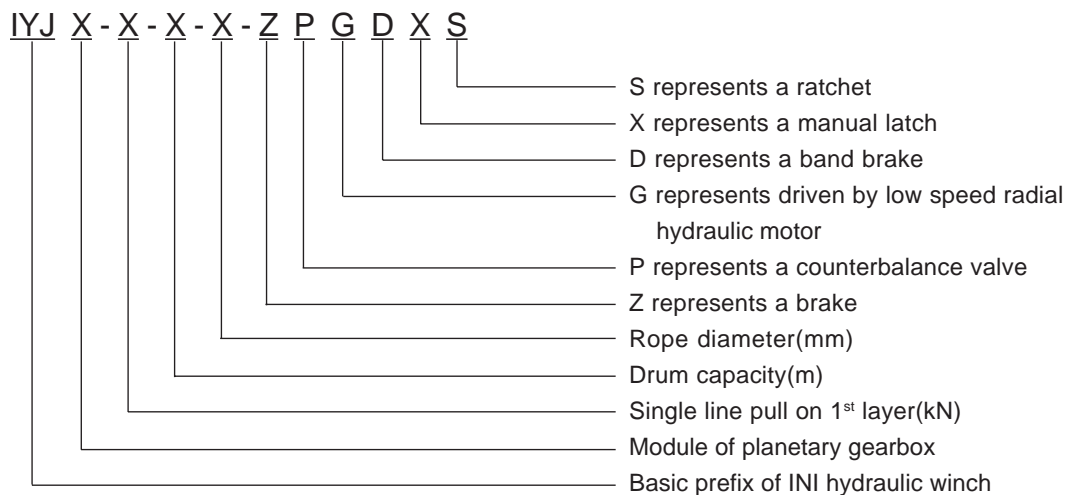 IYJ X - X - X - X - Z P G D X S
S represents a ratchet
X represents a manual latch
D represents a band brake
G represents driven by low speed radial
hydraulic motor
P represents a counterbalance valve
Z represents a brake
Rope diameter(mm)
Drum capacity(m)
Single line pull on 1st layer(kN)
Module of planetary gearbox
Basic prefix of INI hydraulic winch